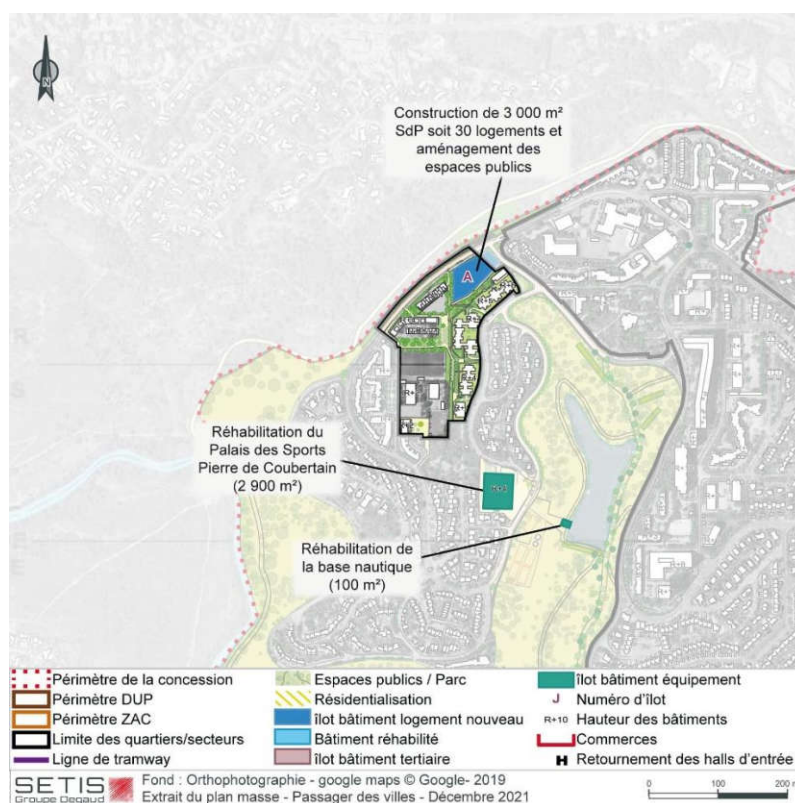 N
Construction de 3 000 m²
SdP soit 30 logements et
aménagement des
espaces publics
A
R
S
E
Réhabilitation du
Palais des Sports
Pierre de Coubertain
(2 900 m²)
Réhabilitation de
la base nautique
(100 m²)
Périmètre de la concession
Périmètre DUP
Périmètre ZAC
Limite des quartiers/secteurs
Ligne de tramway
Espaces publics / Parc
Résidentialisation
îlot bâtiment logement nouveau
Bâtiment réhabilité
îlot bâtiment tertiaire
îlot bâtiment équipement
J Numéro d'îlot
R+10 Hauteur des bâtiments
Commerces
H Retournement des halls d'entrée
SETIS
Groupe Degaud
Fond : Orthophotographie - google maps © Google- 2019
Extrait du plan masse - Passager des villes - Décembre 2021
0 100 200